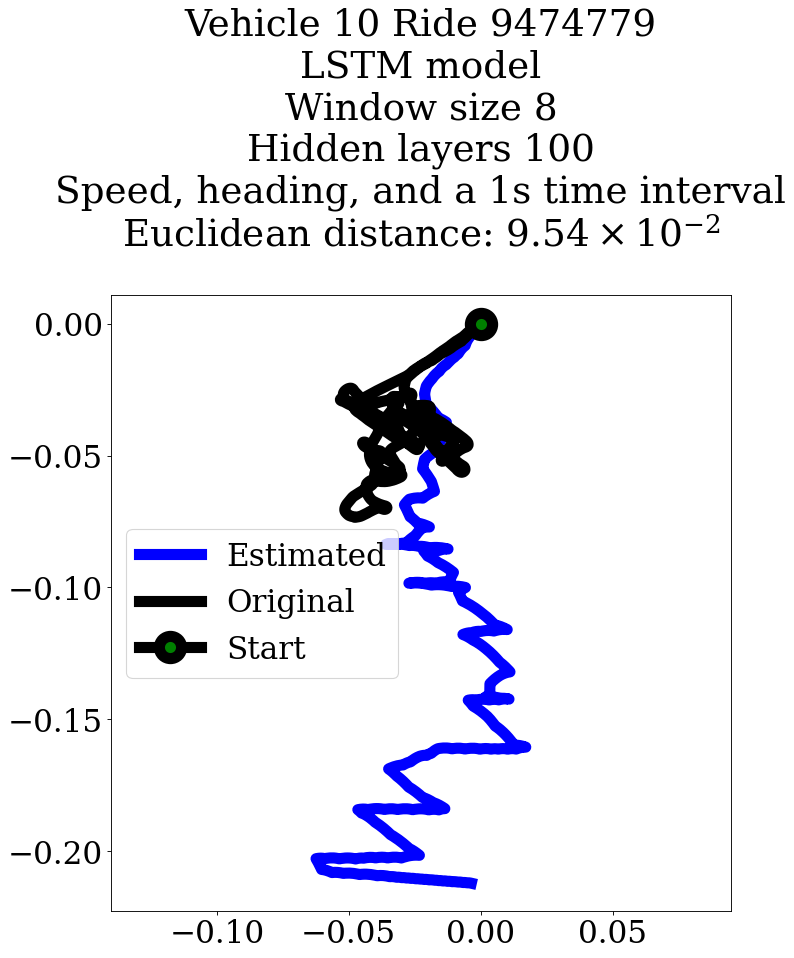 Vehicle 10 Ride 9474779
LSTM model
Window size 8
Hidden layers 100
Speed, heading, and a 1s time interval
Euclidean distance: 9.54 × 10⁻²
0.00
−0.05
−0.10
−0.15
−0.20
Estimated
Original
Start
−0.10
−0.05
0.00
0.05